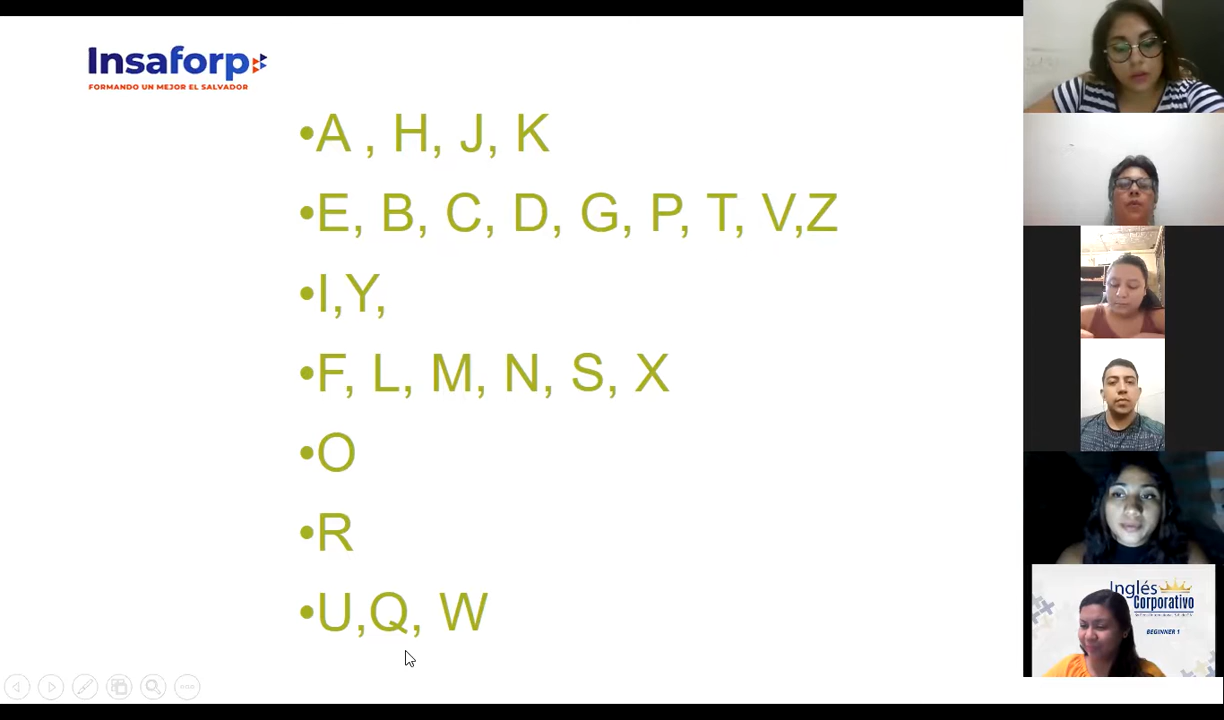 Insaforp
FORMANDO UN MEJOR EL SALVADOR
•A , H, J, K
•E, B, C, D, G, P, T, V,Z
•I,Y,
•F, L, M, N, S, X
•O
•R
•U,Q, W
Inglés
Corporativo
BEGINNER 1